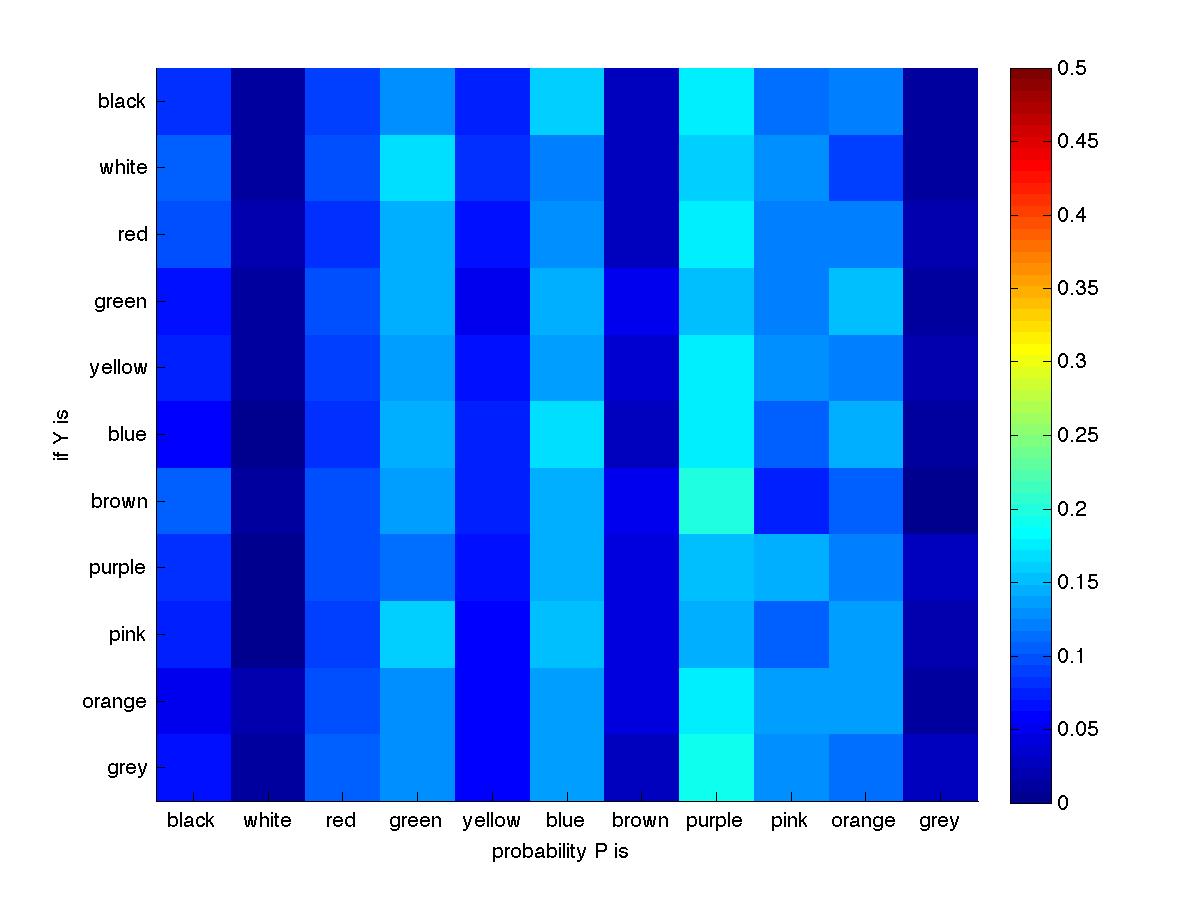 if Y is
black
white
red
green
yellow
blue
brown
purple
pink
orange
grey
black white red green yellow blue brown purple pink orange grey
probability P is
0.5
0.45
0.4
0.35
0.3
0.25
0.2
0.15
0.1
0.05
0